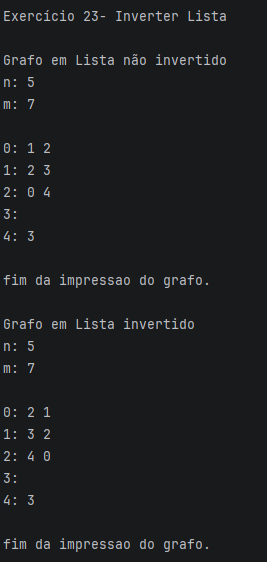 Exercício 23- Inverter Lista
Grafo em Lista não invertido
n: 5
m: 7
0: 1 2
1: 2 3
2: 0 4
3:
4: 3
fim da impressao do grafo.
Grafo em Lista invertido
n: 5
m: 7
0: 2 1
1: 3 2
2: 4 0
3:
4: 3
fim da impressao do grafo.